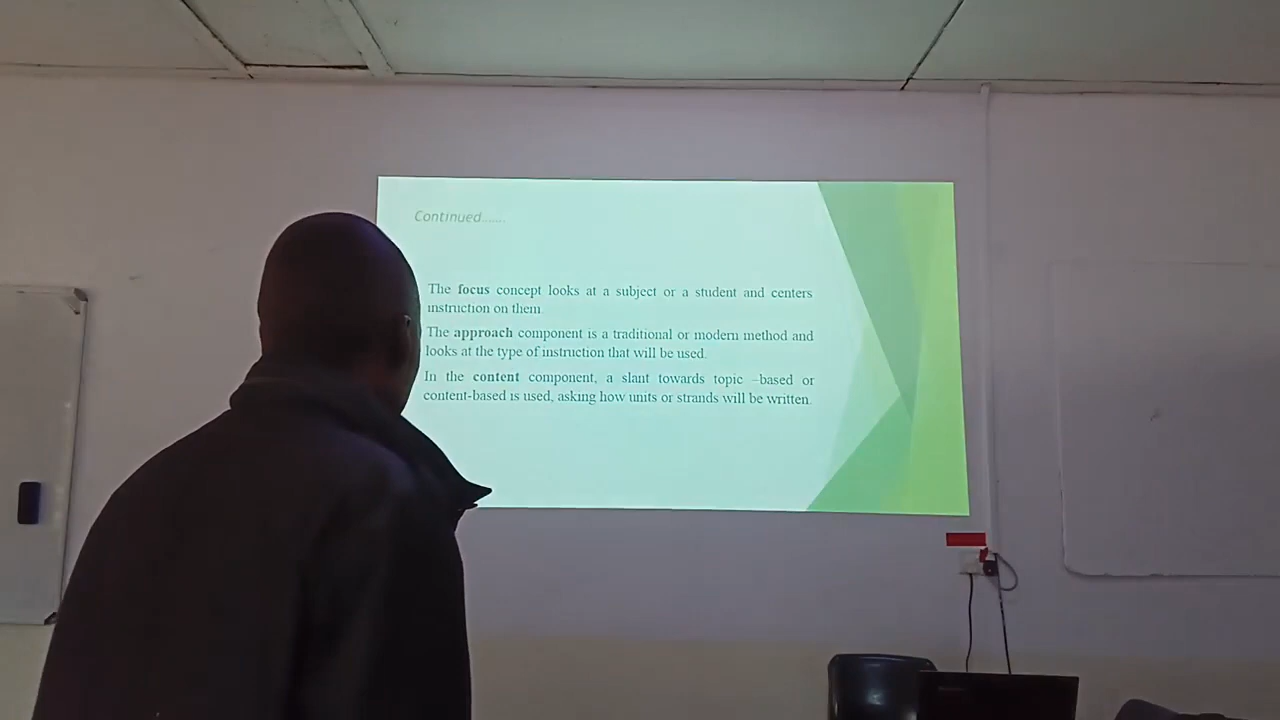 Continued.......
The focus concept looks at a subject or a student and centers
instruction on them.
The approach component is a traditional or modern method and
looks at the type of instruction that will be used.
In the content component, a slant towards topic –based or
content-based is used, asking how units or strands will be written.